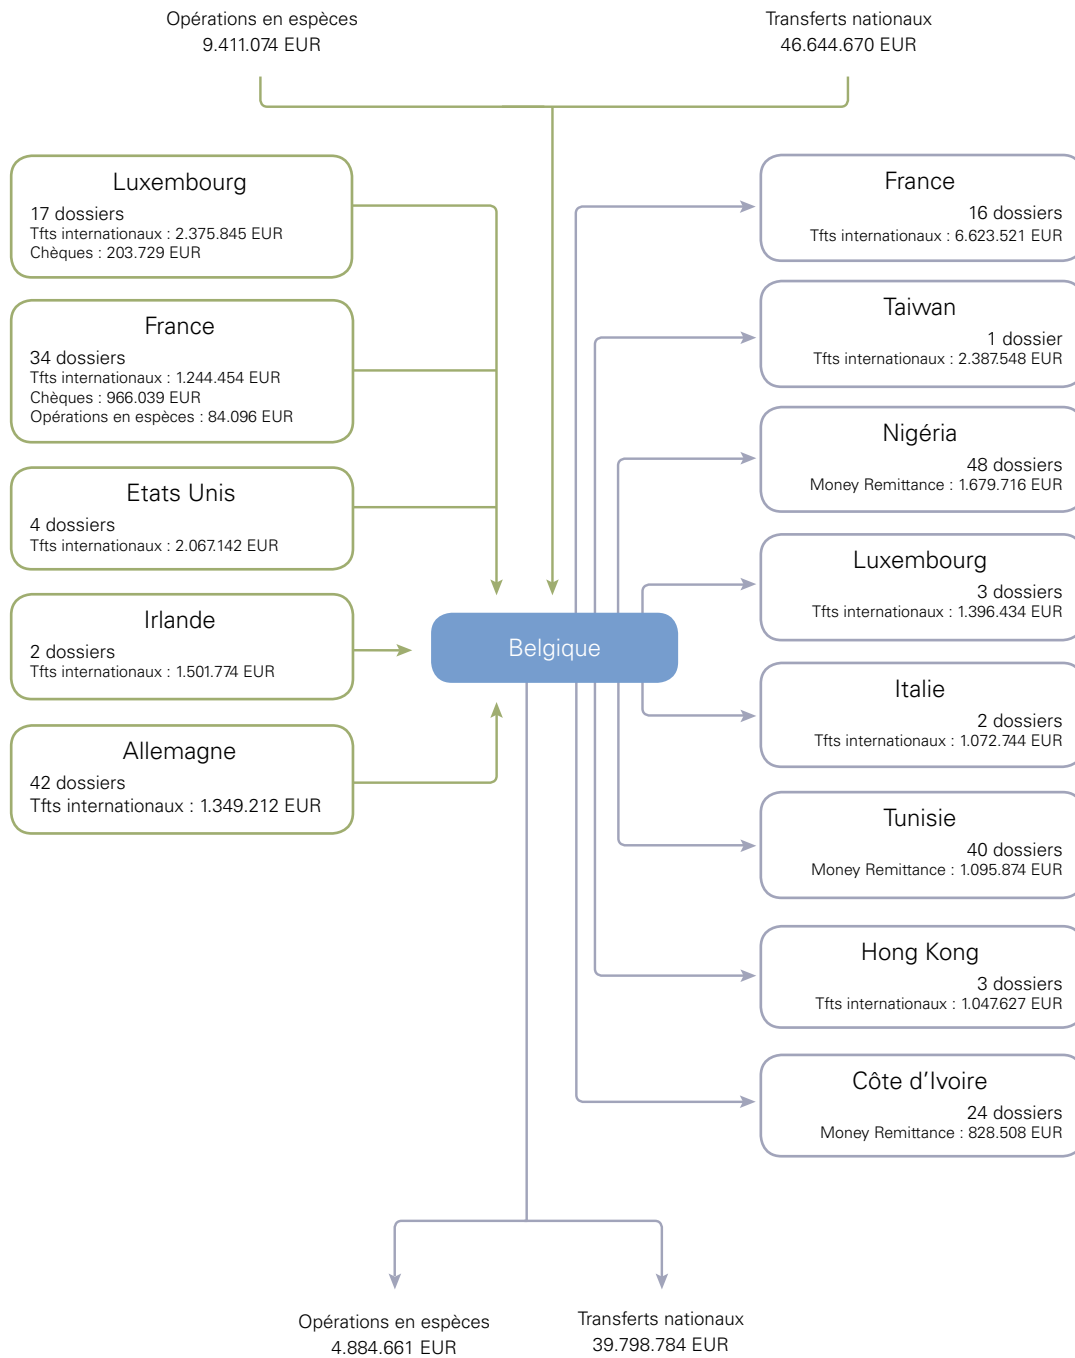 Opérations en espèces
9.411.074 EUR
Transferts nationaux
46.644.670 EUR
Luxembourg
17 dossiers
Tfts internationaux : 2.375.845 EUR
Chèques : 203.729 EUR
France
34 dossiers
Tfts internationaux : 1.244.454 EUR
Chèques : 966.039 EUR
Opérations en espèces : 84.096 EUR
Etats Unis
4 dossiers
Tfts internationaux : 2.067.142 EUR
Irlande
2 dossiers
Tfts internationaux : 1.501.774 EUR
Allemagne
42 dossiers
Tfts internationaux : 1.349.212 EUR
Belgique
France
16 dossiers
Tfts internationaux : 6.623.521 EUR
Taiwan
1 dossier
Tfts internationaux : 2.387.548 EUR
Nigéria
48 dossiers
Money Remittance : 1.679.716 EUR
Luxembourg
3 dossiers
Tfts internationaux : 1.396.434 EUR
Italie
2 dossiers
Tfts internationaux : 1.072.744 EUR
Tunisie
40 dossiers
Money Remittance : 1.095.874 EUR
Hong Kong
3 dossiers
Tfts internationaux : 1.047.627 EUR
Côte d'Ivoire
24 dossiers
Money Remittance : 828.508 EUR
Opérations en espèces
4.884.661 EUR
Transferts nationaux
39.798.784 EUR